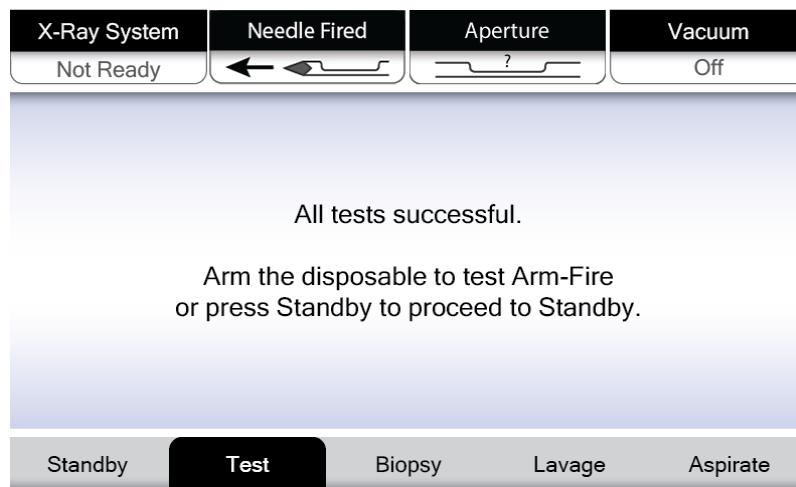 X-Ray System
Needle Fired
Aperture
Vacuum
Not Ready
?
Off
All tests successful.
Arm the disposable to test Arm-Fire
or press Standby to proceed to Standby.
Standby
Test
Biopsy
Lavage
Aspirate